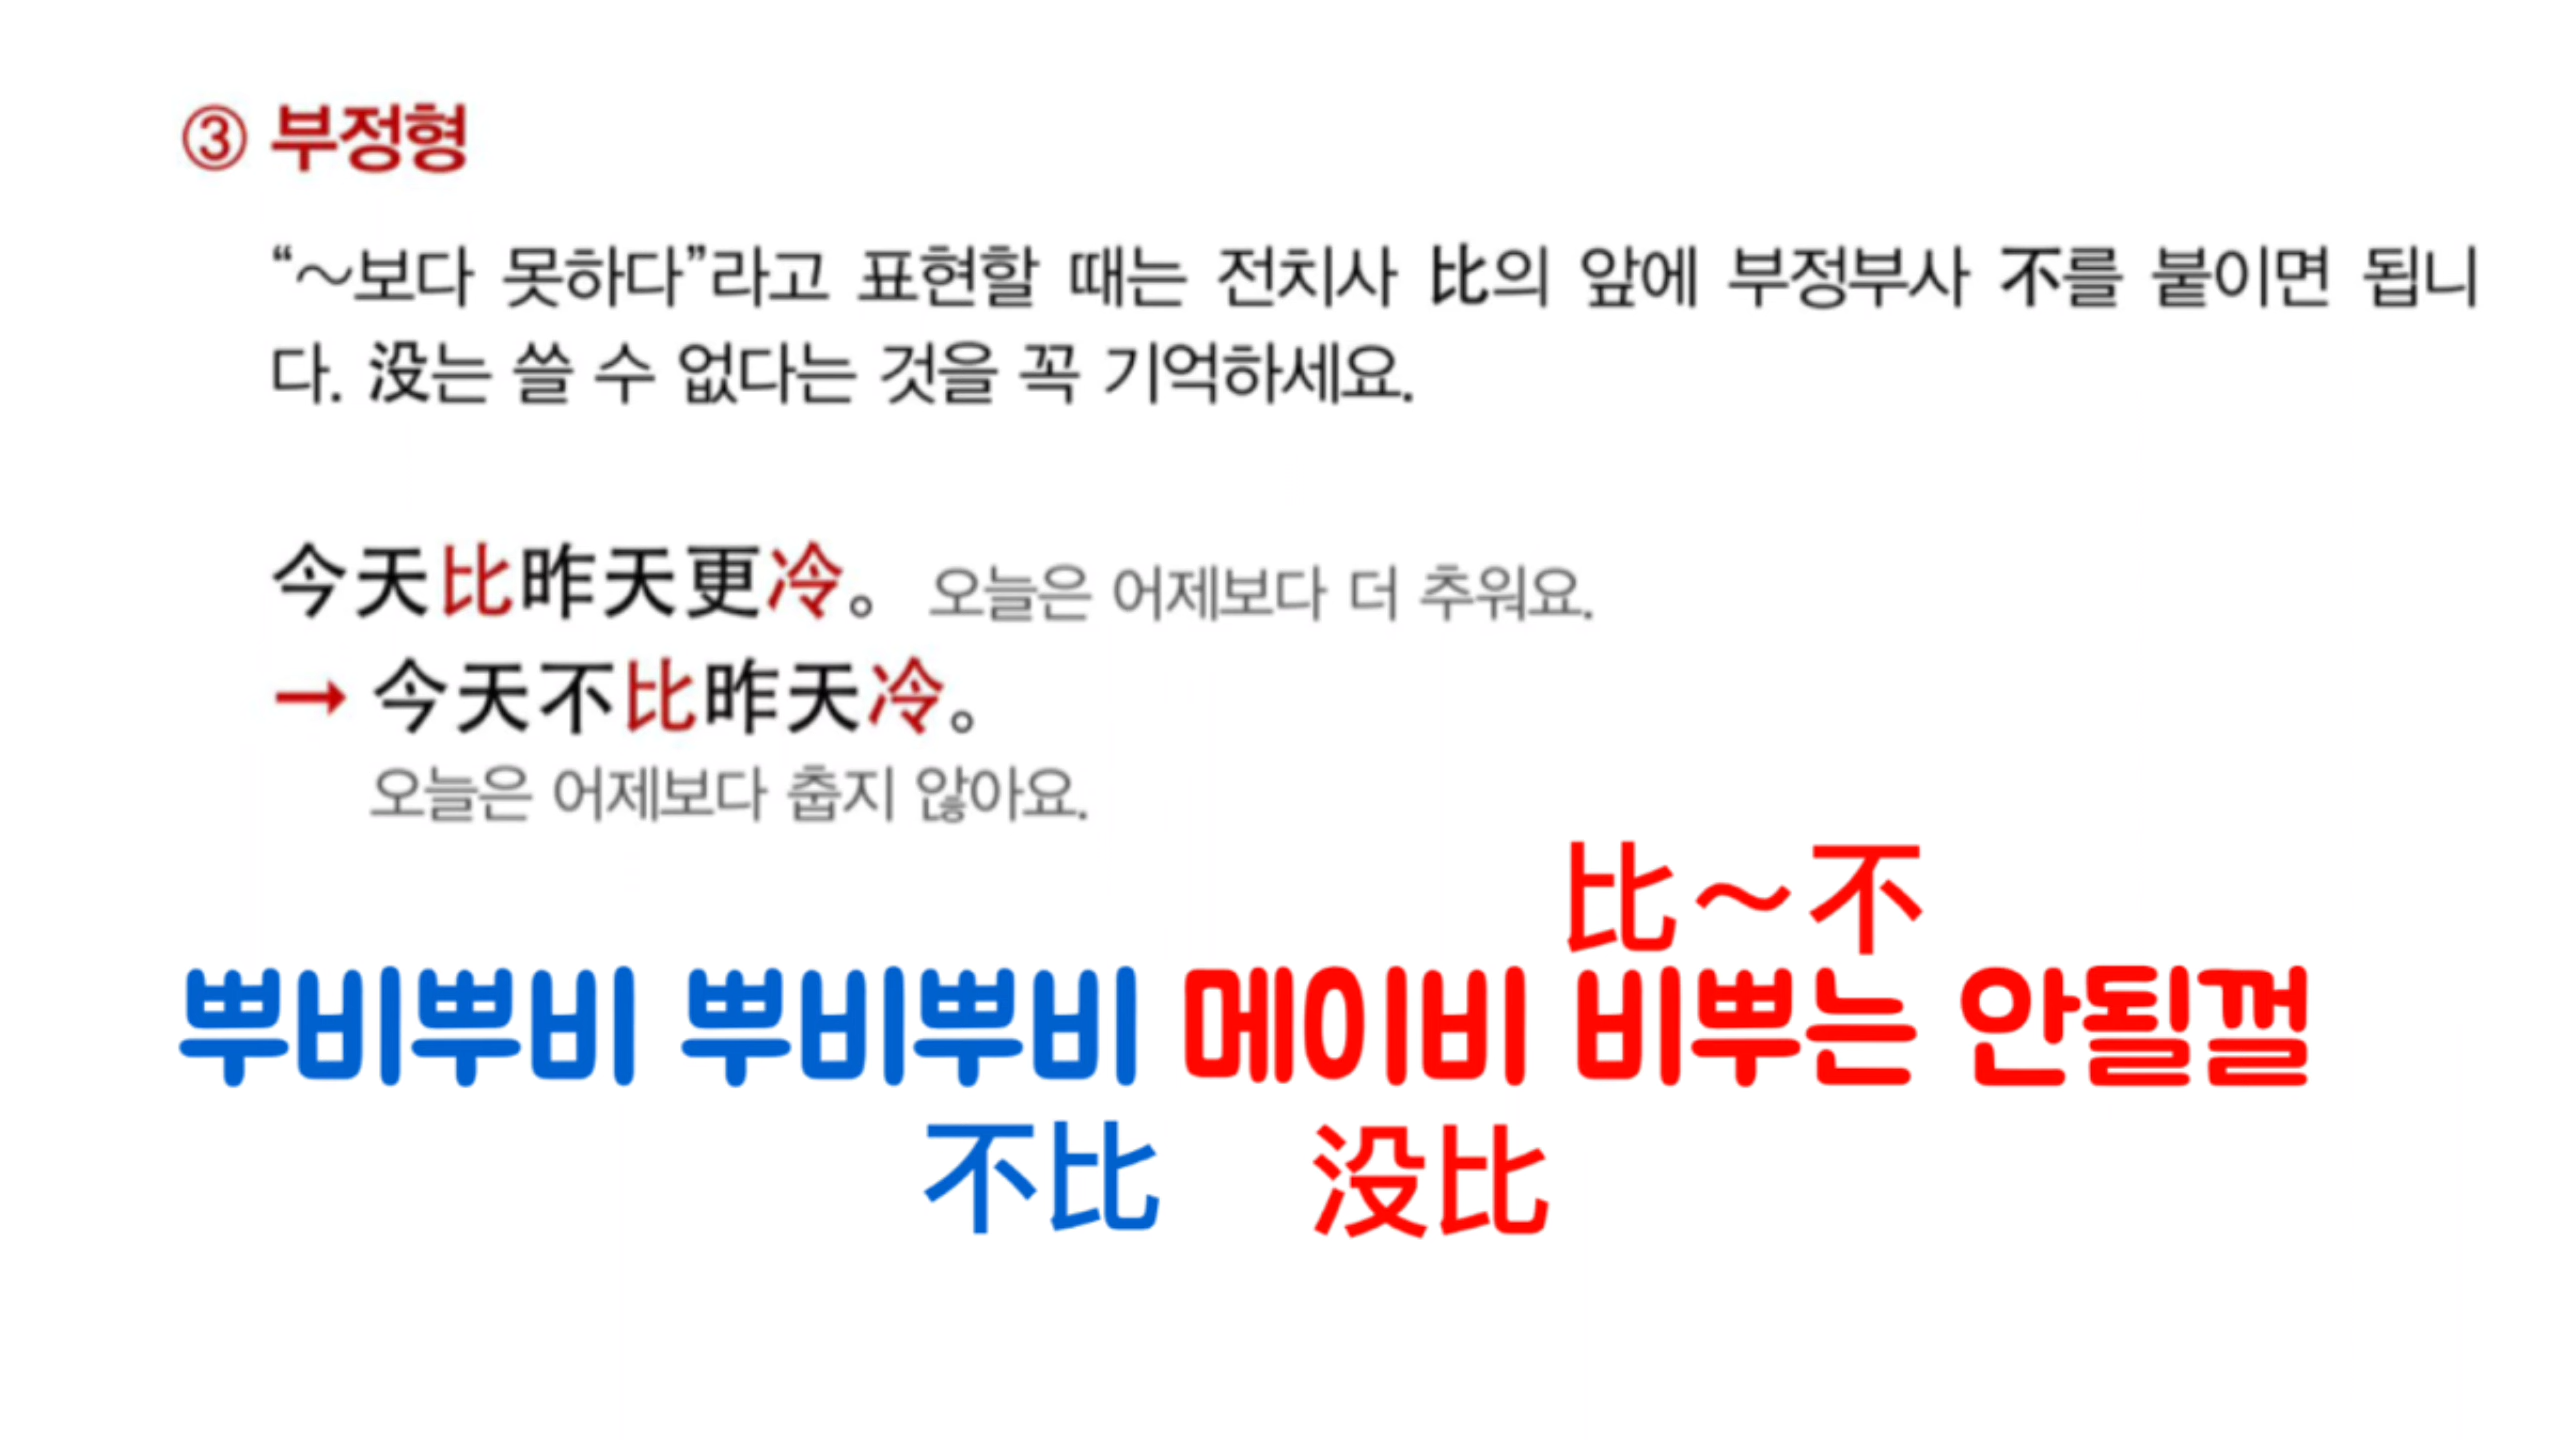 ③ 부정형
“~보다 못하다”라고 표현할 때는 전치사 比의 앞에 부정부사 不를 붙이면 됩니
다. 没는 쓸 수 없다는 것을 꼭 기억하세요.
今天比昨天更冷。 오늘은 어제보다 더 추워요.
→ 今天不比昨天冷。
오늘은 어제보다 춥지 않아요.
比~不
뿌비뿌비 뿌비뿌비 메이비 비뿌는 안될껄
不比 没比